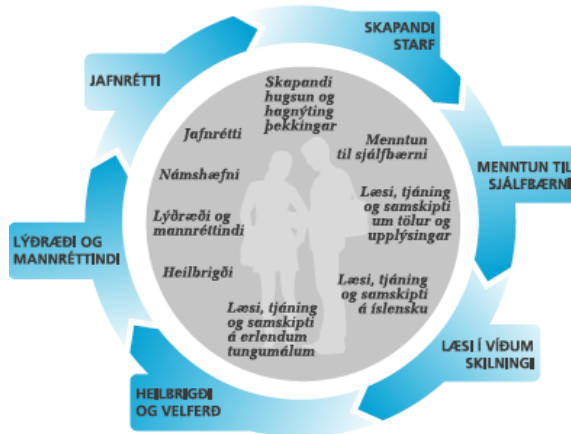 SKAPANDI
STARF
JAFNRÉTTI
MENNTUN TIL
SJÁLFBÆRNI
LÝÐRÆÐI OG
MANNRÉTTINDI
LÆSI Í VÍÐUM
SKILNINGI
HEILBRIGÐI
OG VELFERÐ
Skapandi
hugsun og
hagnýting
þekkingar
Jafnrétti
Menntun
til sjálfbærni
Námshæfni
Læsi, tjáning
og samskipti
um tölur og
upplýsingar
Lýðræði og
mannréttindi
Heilbrigði
Læsi, tjáning
og samskipti
á íslensku
Læsi, tjáning
og samskipti
á erlendum
tungumálum